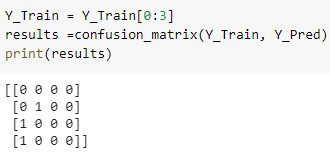 Y_Train = Y_Train[0:3]
results =confusion_matrix(Y_Train, Y_Pred)
print(results)
[[0 0 0 0]
[0 1 0 0]
[1 0 0 0]
[1 0 0 0]]